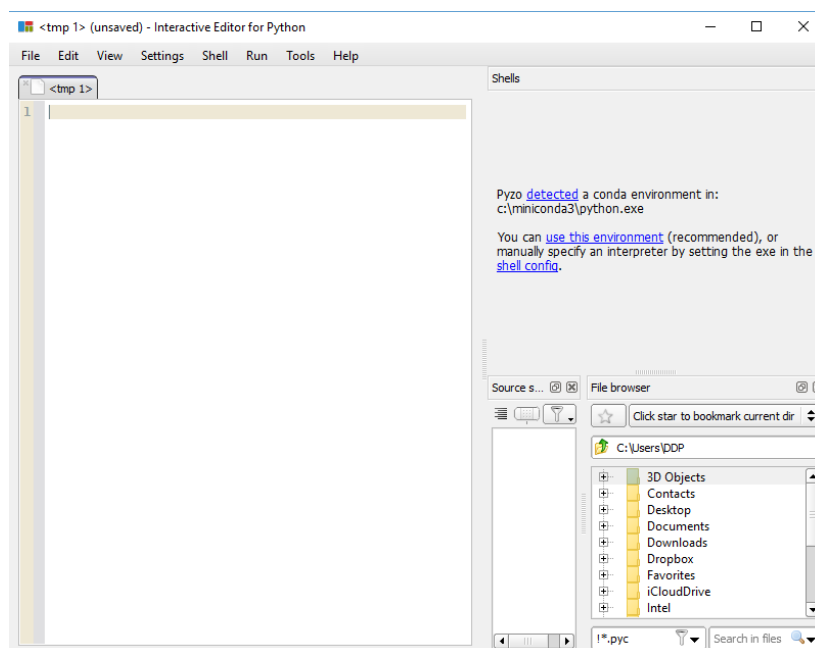 <tmp 1> (unsaved) - Interactive Editor for Python
File Edit View Settings Shell Run Tools Help
<tmp 1>
1
Shells
Pyzo detected a conda environment in:
c:\miniconda3\python.exe
You can use this environment (recommended), or
manually specify an interpreter by setting the exe in the
shell config.
Source s...
File browser
Click star to bookmark current dir
C:\Users\DDP
3D Objects
Contacts
Desktop
Documents
Downloads
Dropbox
Favorites
iCloudDrive
Intel
!*.pyc
Search in files